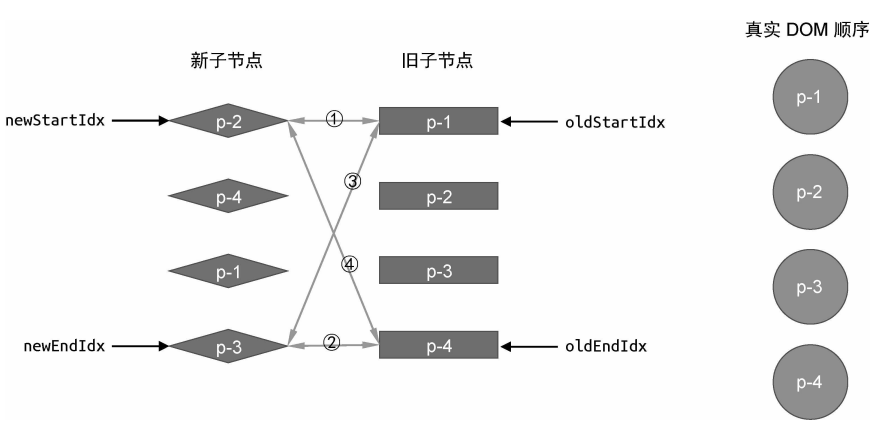 真实 DOM 顺序
新子节点
旧子节点
p-1
newStartIdx
p-2
①
p-1
oldStartIdx
③
p-4
p-2
p-2
④
p-1
p-3
p-3
newEndIdx
p-3
②
p-4
oldEndIdx
p-4